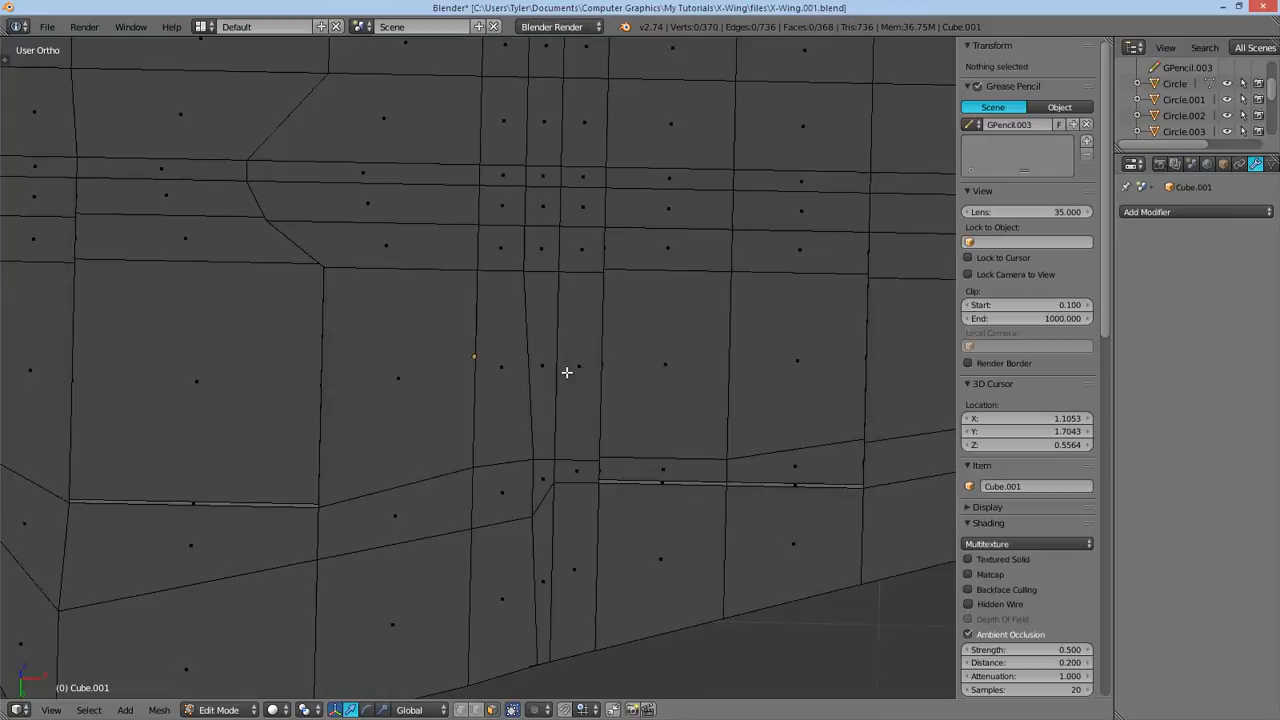 Blender* [C:\Users\Tyler\Documents\Computer Graphics\My Tutorials\X-Wing\files\X-Wing.001.blend]
File Render Window Help Default Scene Blender Render v2.74 | Verts:0/370 | Edges:0/736 | Faces:0/368 | Tris:736 | Mem:36.75M | Cube.001
User Ortho
Transform
Nothing selected
Grease Pencil
Scene Object
GPencil.003 F
View
Lens: 35.000
Lock to Object:
Lock to Cursor
Lock Camera to View
Clip:
Start: 0.100
End: 1000.000
Local Camera:
Render Border
3D Cursor
Location:
X: 1.1053
Y: 1.7043
Z: 0.5564
Item
Cube.001
Display
Shading
Multitexture
Textured Solid
Matcap
Backface Culling
Hidden Wire
Depth Of Field
Ambient Occlusion
Strength: 0.500
Distance: 0.200
Attenuation: 1.000
Samples: 20
View Search All Scenes
GPencil.003
Circle
Circle.001
Circle.002
Circle.003
Cube.001
Add Modifier
(0) Cube.001
View Select Add Mesh Edit Mode Global